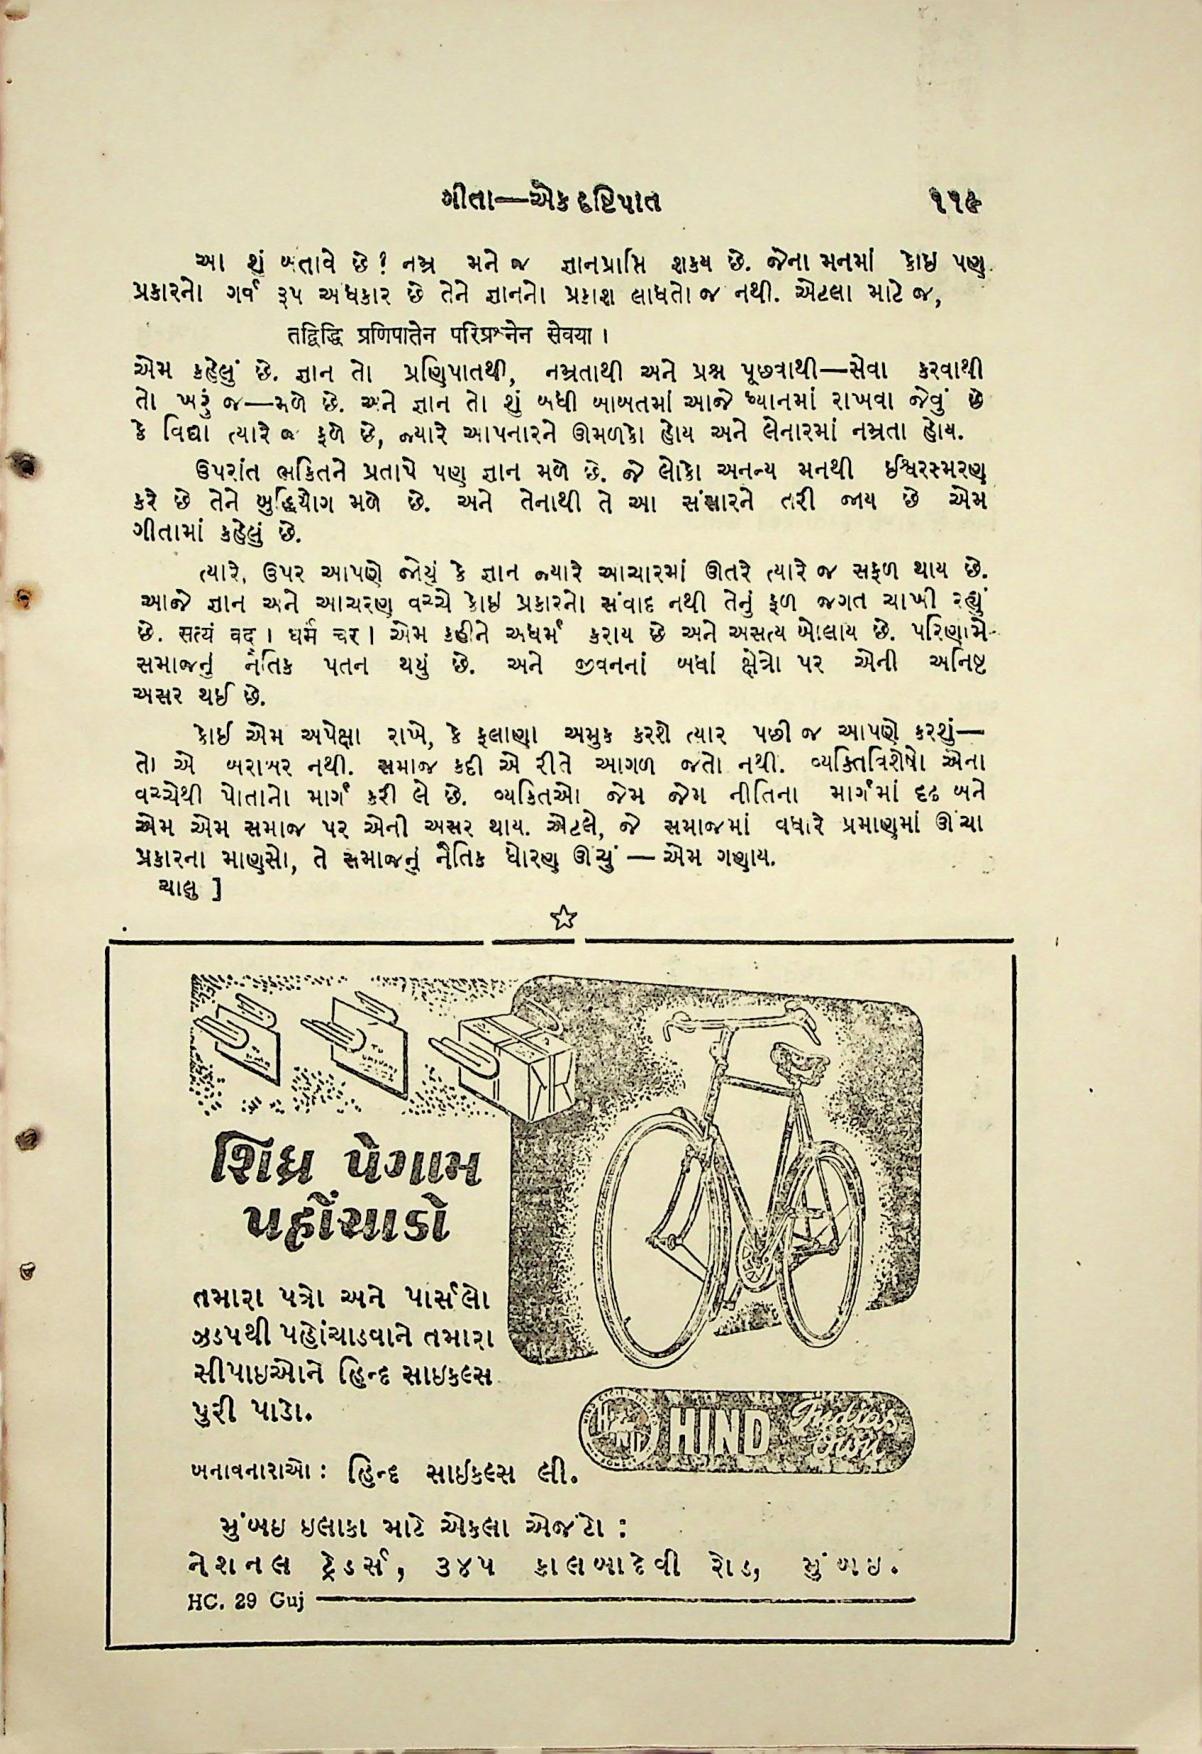 ગીતા—એક દૃષ્ટિપાત ૧૧૯
આ શું બતાવે છે? નમ્ર મને જ જ્ઞાનપ્રાપ્તિ શક્ય છે. જેના મનમાં કોઇ પણ
પ્રકારનો ગર્વ રૂપ અંધકાર છે તેને જ્ઞાનનો પ્રકાશ લાધતો જ નથી. એટલા માટે જ,
तद्विद्धि प्रणिपातेन परिप्रश्नेन सेवया ।
એમ કહેલું છે. જ્ઞાન તો પ્રણિપાતથી, નમ્રતાથી અને પ્રશ્ન પૂછવાથી—સેવા કરવાથી
તો ખરું જ—મળે છે. અને જ્ઞાન તો શું બધી બાબતમાં આજે ધ્યાનમાં રાખવા જેવું છે
કે વિદ્યા ત્યારે જ ફળે છે, જ્યારે આપનારને ઊમળકો હોય અને લેનારમાં નમ્રતા હોય.
ઉપરાંત ભકિતને પ્રતાપે પણ જ્ઞાન મળે છે. જે લોકો અનન્ય મનથી ઈશ્વરસ્મરણ
કરે છે તેને બુદ્ધિયોગ મળે છે. અને તેનાથી તે આ સંસારને તરી જાય છે એમ
ગીતામાં કહેલું છે.
ત્યારે, ઉપર આપણે જોયું કે જ્ઞાન જ્યારે આચારમાં ઊતરે ત્યારે જ સફળ થાય છે.
આજે જ્ઞાન અને આચરણ વચ્ચે કોઇ પ્રકારનો સંવાદ નથી તેનું ફળ જગત ચાખી રહ્યું
છે. सत्यं वद् । धर्मं चर । એમ કહીને અધર્મ કરાય છે અને અસત્ય બોલાય છે. પરિણામે
સમાજનું નૈતિક પતન થયું છે. અને જીવનનાં બધાં ક્ષેત્રો પર એની અનિષ્ટ
અસર થઈ છે.
કોઈ એમ અપેક્ષા રાખે, કે ફલાણા અમુક કરશે ત્યાર પછી જ આપણે કરશું—
તો એ બરાબર નથી. સમાજ કદી એ રીતે આગળ જતો નથી. વ્યક્તિવિશેષો એના
વચ્ચેથી પોતાનો માર્ગ કરી લે છે. વ્યકિતઓ જેમ જેમ નીતિના માર્ગમાં દૃઢ બને
એમ એમ સમાજ પર એની અસર થાય. એટલે, જે સમાજમાં વધારે પ્રમાણમાં ઊંચા
પ્રકારના માણસો, તે સમાજનું નૈતિક ધોરણ ઊંચું — એમ ગણાય.
ચાલુ ]
શિઘ્ર પેગામ
પહોંચાડો
તમારા પત્રો અને પાર્સલો
ઝડપથી પહોંચાડવાને તમારા
સીપાઇઓને હિન્દ સાઇકલ્સ
પુરી પાડો.
HIND India's
Own
બનાવનારાઓ : હિન્દ સાઈકલ્સ લી.
મુંબઇ ઇલાકા માટે એકલા એજંટો :
નેશનલ ટ્રેડર્સ, ૩૪૫ કાલબાદેવી રોડ, મુંબઇ.
HC. 29 Guj